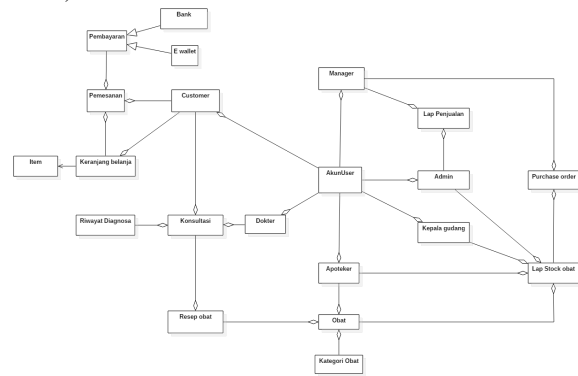 Bank
Pembayaran
E wallet
Manager
Pemesanan
Customer
Lap Penjualan
Item
Keranjang belanja
AkunUser
Admin
Purchase order
Riwayat Diagnosa
Konsultasi
Dokter
Kepala gudang
Apoteker
Lap Stock obat
Resep obat
Obat
Kategori Obat